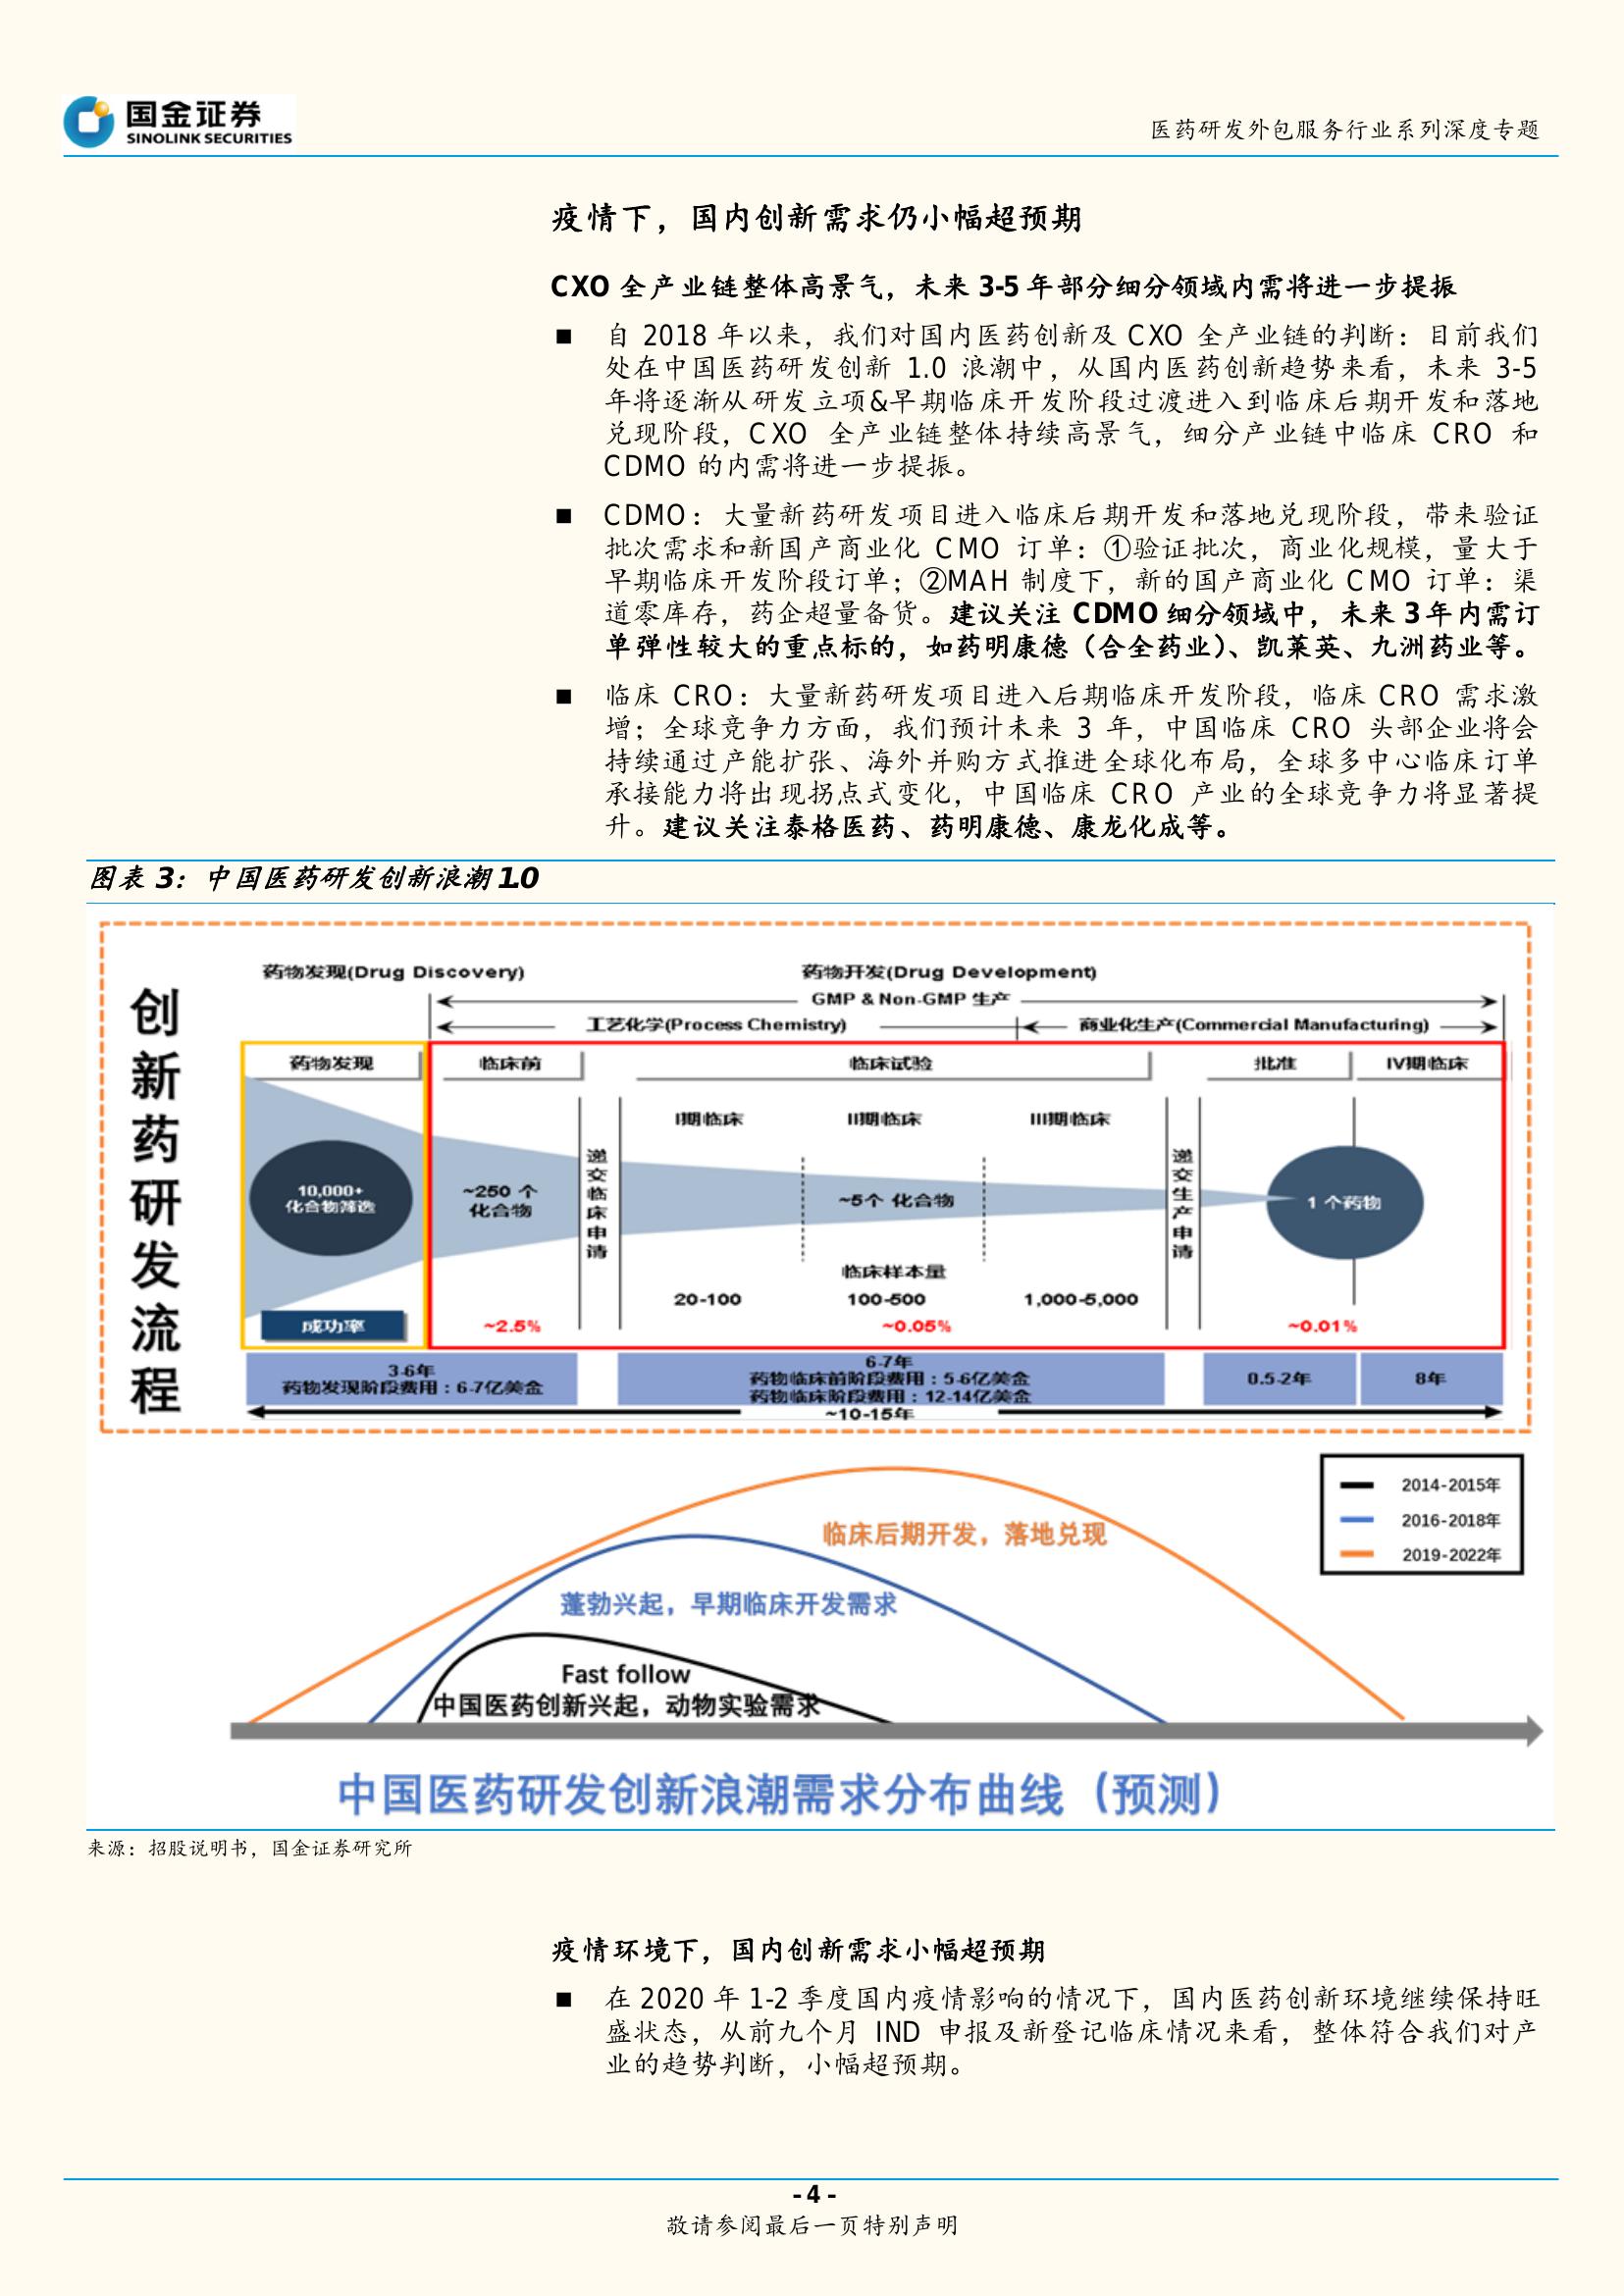 国金证券
SINOLINK SECURITIES
医药研发外包服务行业系列深度专题
疫情下，国内创新需求仍小幅超预期
CXO 全产业链整体高景气，未来 3-5 年部分细分领域内需将进一步提振
■ 自 2018 年以来，我们对国内医药创新及 CXO 全产业链的判断：目前我们
处在中国医药研发创新 1.0 浪潮中，从国内医药创新趋势来看，未来 3-5
年将逐渐从研发立项&早期临床开发阶段过渡进入到临床后期开发和落地
兑现阶段，CXO 全产业链整体持续高景气，细分产业链中临床 CRO 和
CDMO 的内需将进一步提振。
■ CDMO：大量新药研发项目进入临床后期开发和落地兑现阶段，带来验证
批次需求和新国产商业化 CMO 订单：①验证批次，商业化规模，量大于
早期临床开发阶段订单；②MAH 制度下，新的国产商业化 CMO 订单：渠
道零库存，药企超量备货。建议关注 CDMO 细分领域中，未来 3 年内需订
单弹性较大的重点标的，如药明康德（合全药业）、凯莱英、九洲药业等。
■ 临床 CRO：大量新药研发项目进入后期临床开发阶段，临床 CRO 需求激
增；全球竞争力方面，我们预计未来 3 年，中国临床 CRO 头部企业将会
持续通过产能扩张、海外并购方式推进全球化布局，全球多中心临床订单
承接能力将出现拐点式变化，中国临床 CRO 产业的全球竞争力将显著提
升。建议关注泰格医药、药明康德、康龙化成等。
图表 3：中国医药研发创新浪潮 1.0
创新药研发流程
药物发现(Drug Discovery)
药物开发(Drug Development)
GMP & Non-GMP 生产
工艺化学(Process Chemistry)
商业化生产(Commercial Manufacturing)
药物发现
临床前
临床试验
批准
IV期临床
I期临床
II期临床
III期临床
递交临床申请
递交生产申请
10,000+
化合物筛选
~250 个
化合物
~5个 化合物
1 个药物
临床样本量
20-100
100-500
1,000-5,000
成功率
~2.5%
~0.05%
~0.01%
3-6年
药物发现阶段费用：6-7亿美金
6-7年
药物临床前阶段费用：5-6亿美金
药物临床阶段费用：12-14亿美金
0.5-2年
8年
~10-15年
2014-2015年
2016-2018年
2019-2022年
临床后期开发，落地兑现
蓬勃兴起，早期临床开发需求
Fast follow
中国医药创新兴起，动物实验需求
中国医药研发创新浪潮需求分布曲线（预测）
来源：招股说明书，国金证券研究所
疫情环境下，国内创新需求小幅超预期
■ 在 2020 年 1-2 季度国内疫情影响的情况下，国内医药创新环境继续保持旺
盛状态，从前九个月 IND 申报及新登记临床情况来看，整体符合我们对产
业的趋势判断，小幅超预期。
- 4 -
敬请参阅最后一页特别声明